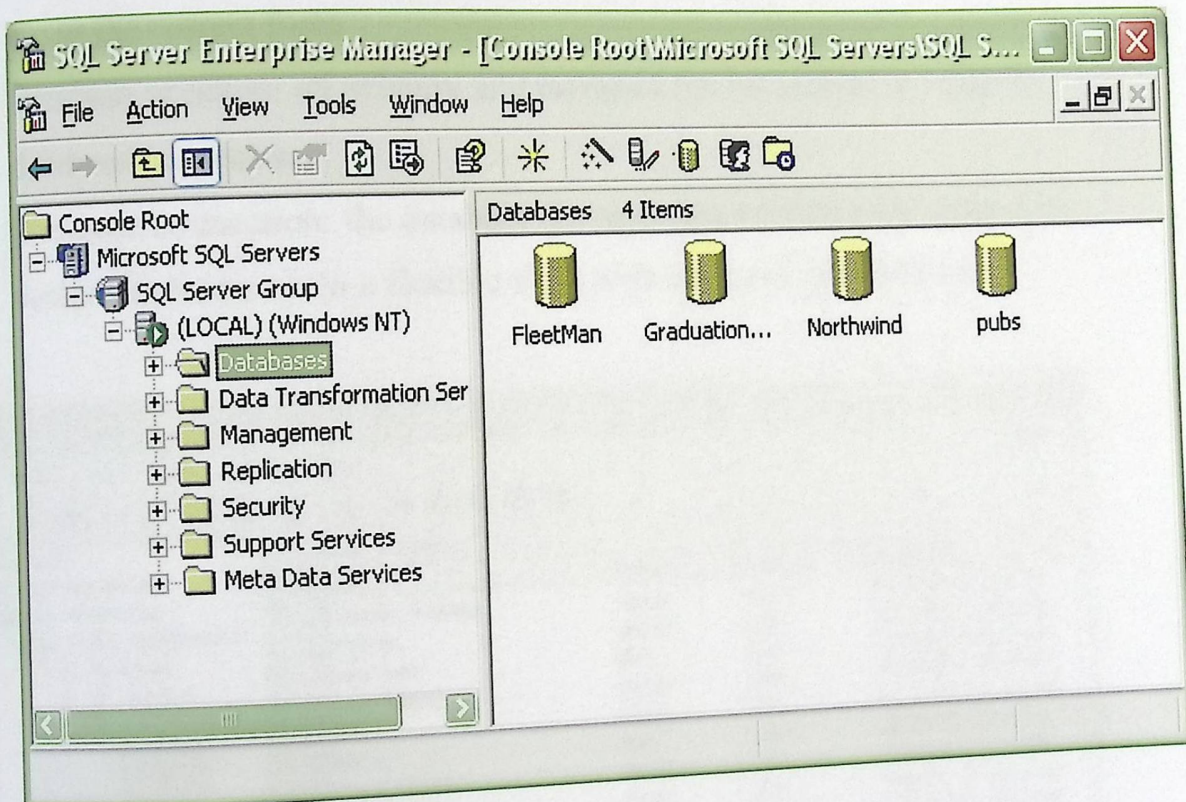 SQL Server Enterprise Manager - [Console Root\Microsoft SQL Servers\SQL S...
File Action View Tools Window Help
Console Root
Microsoft SQL Servers
SQL Server Group
(LOCAL) (Windows NT)
Databases
Data Transformation Ser
Management
Replication
Security
Support Services
Meta Data Services
Databases 4 Items
FleetMan Graduation... Northwind pubs